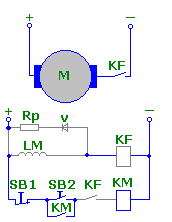 + −
M KF
+ −
Rp v
KF
LM
SB1 SB2 KF KM
KM